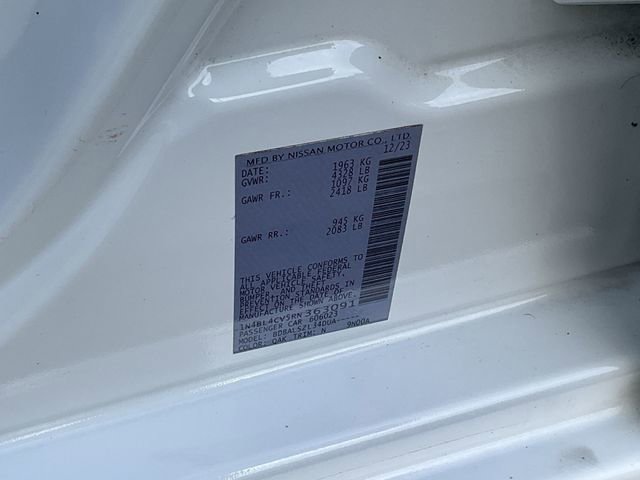 MFD BY NISSAN MOTOR CO., LTD.
DATE: 12/23
GVWR: 1963 KG
4328 LB
GAWR FR.: 1097 KG
2418 LB
GAWR RR.: 945 KG
2083 LB
THIS VEHICLE CONFORMS TO
ALL APPLICABLE FEDERAL
MOTOR VEHICLE SAFETY,
BUMPER, AND THEFT
PREVENTION STANDARDS IN
EFFECT ON THE DATE OF
MANUFACTURE SHOWN ABOVE.
1N4BL4CV5RN363091
PASSENGER CAR 606023
MODEL: 9N00A
COLOR: QAK TRIM: N